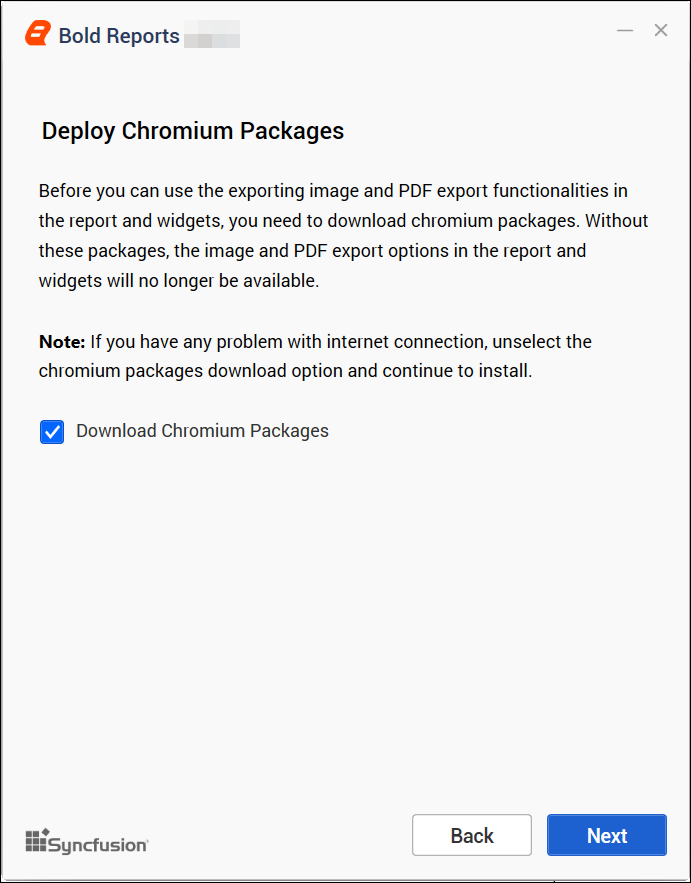 Bold Reports
Deploy Chromium Packages
Before you can use the exporting image and PDF export functionalities in
the report and widgets, you need to download chromium packages. Without
these packages, the image and PDF export options in the report and
widgets will no longer be available.
Note: If you have any problem with internet connection, unselect the
chromium packages download option and continue to install.
Download Chromium Packages
Syncfusion
Back
Next